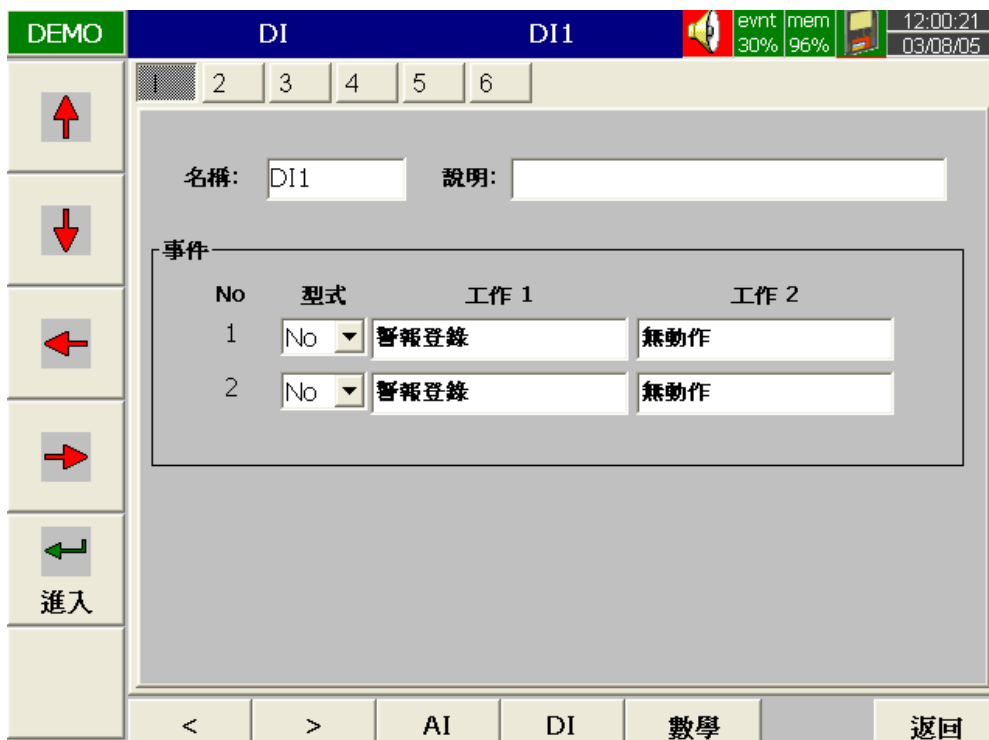 DEMO DI DI1 evnt 30% mem 96% 12:00:21 03/08/05
1 2 3 4 5 6
名稱: DI1 說明:
事件
No 型式 工作 1 工作 2
1 No 警報登錄 無動作
2 No 警報登錄 無動作
進入
< > AI DI 數學 返回